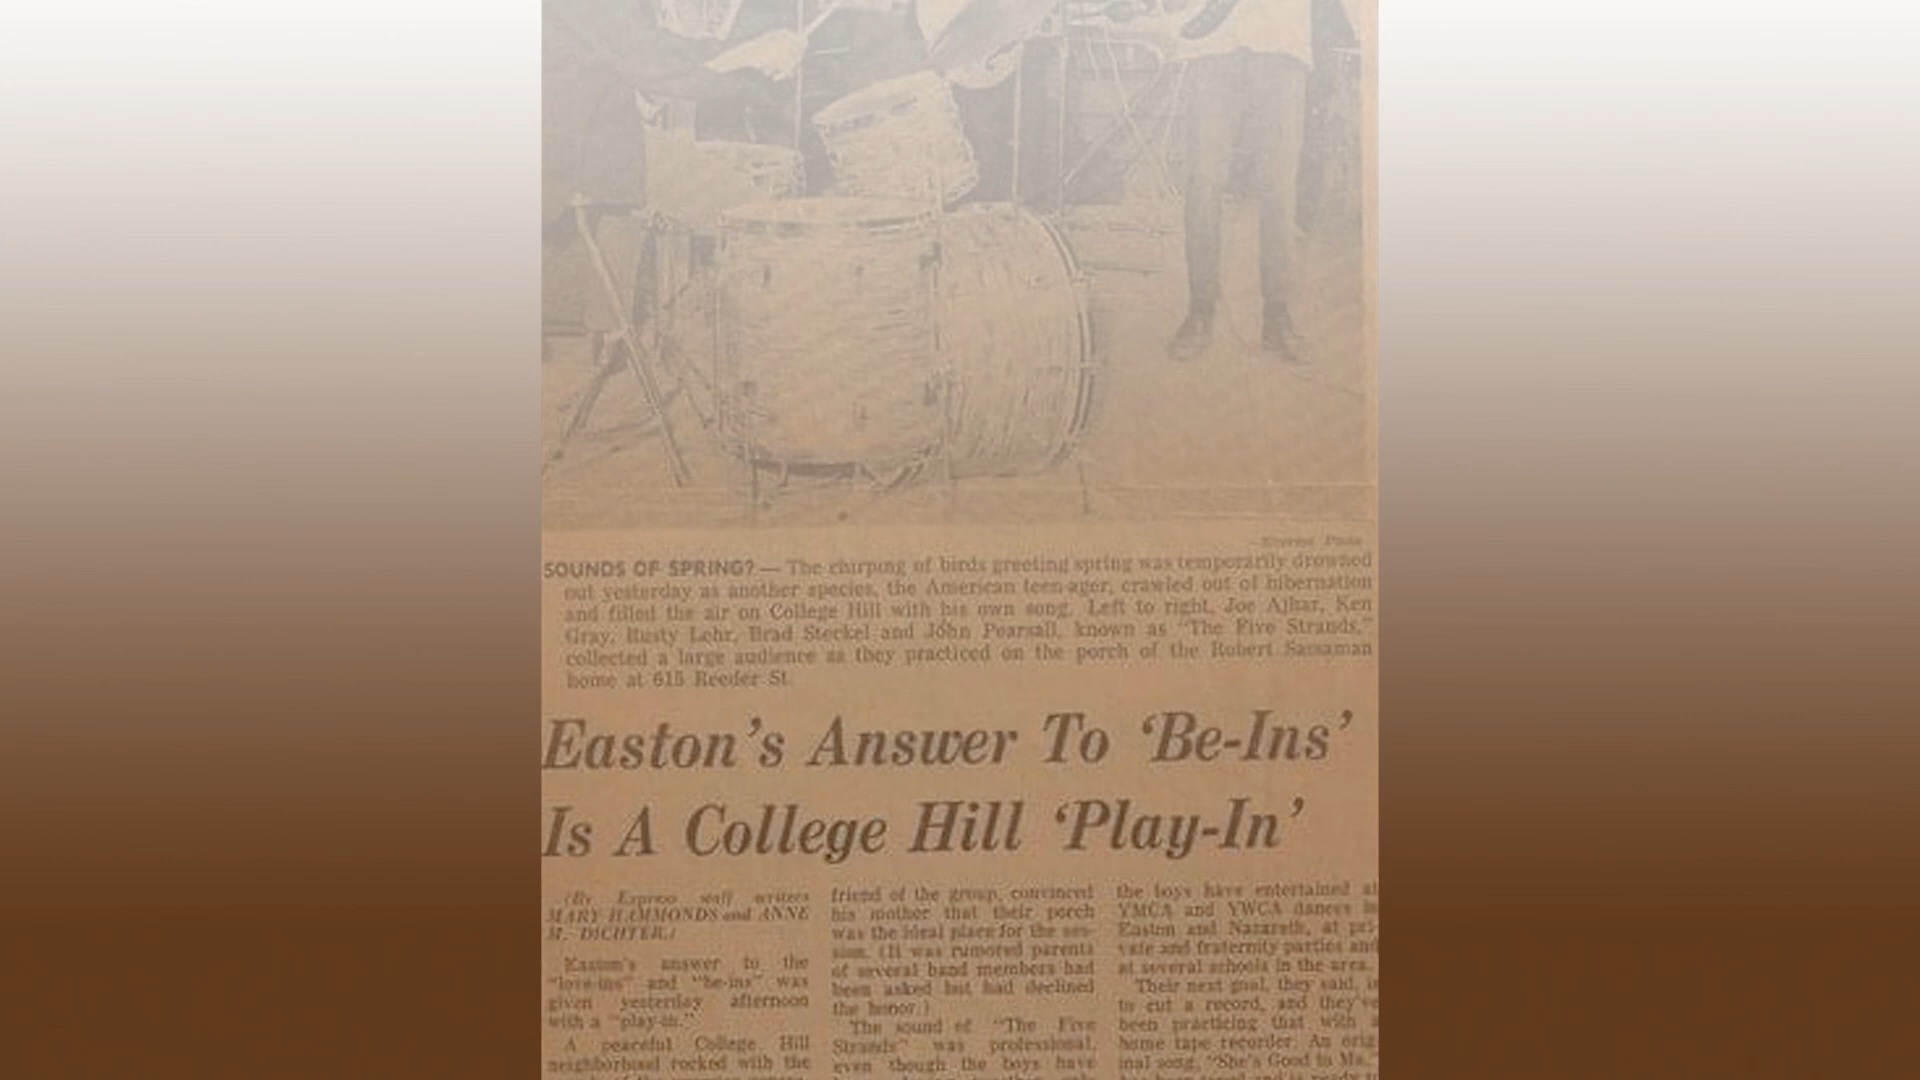 Express Photo
SOUNDS OF SPRING? — The chirping of birds greeting spring was temporarily drowned
out yesterday as another species, the American teen-ager, crawled out of hibernation
and filled the air on College Hill with his own song. Left to right, Joe Ajhar, Ken
Gray, Rusty Lehr, Brad Steckel and John Pearsall, known as "The Five Strands,"
collected a large audience as they practiced on the porch of the Robert Sassaman
home at 615 Reeder St.
Easton's Answer To 'Be-Ins'
Is A College Hill 'Play-In'
(By Express staff writers
MARY HAMMONDS and ANNE
M. DICHTER.)
Easton's answer to the
"love-ins" and "be-ins" was
given yesterday afternoon
with a "play-in."
A peaceful College Hill
neighborhood rocked with the
friend of the group, convinced
his mother that their porch
was the ideal place for the ses-
sion. (It was rumored parents
of several band members had
been asked but had declined
the honor.)
The sound of "The Five
Strands" was professional,
even though the boys have
the boys have entertained at
YMCA and YWCA dances in
Easton and Nazareth, at pri-
vate and fraternity parties and
at several schools in the area.
Their next goal, they said, is
to cut a record, and they've
been practicing that with a
home tape recorder. An orig-
inal song, "She's Good to Me,"